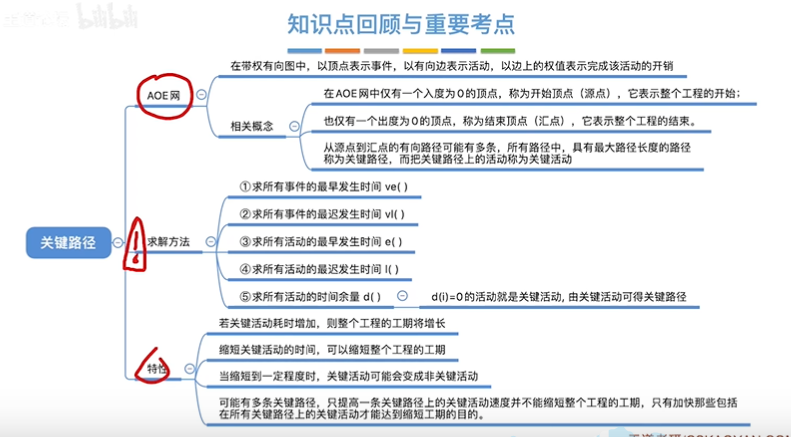 bilibili
知识点回顾与重要考点
在带权有向图中，以顶点表示事件，以有向边表示活动，以边上的权值表示完成该活动的开销
AOE网
在AOE网中仅有一个入度为0的顶点，称为开始顶点（源点），它表示整个工程的开始；
相关概念
也仅有一个出度为0的顶点，称为结束顶点（汇点），它表示整个工程的结束。
从源点到汇点的有向路径可能有多条，所有路径中，具有最大路径长度的路径
称为关键路径，而把关键路径上的活动称为关键活动
关键路径
求解方法
①求所有事件的最早发生时间 ve( )
②求所有事件的最迟发生时间 vl( )
③求所有活动的最早发生时间 e( )
④求所有活动的最迟发生时间 l( )
⑤求所有活动的时间余量 d( )
d(i)=0的活动就是关键活动, 由关键活动可得关键路径
特性
若关键活动耗时增加，则整个工程的工期将增长
缩短关键活动的时间，可以缩短整个工程的工期
当缩短到一定程度时，关键活动可能会变成非关键活动
可能有多条关键路径，只提高一条关键路径上的关键活动速度并不能缩短整个工程的工期，只有加快那些包括
在所有关键路径上的关键活动才能达到缩短工期的目的。